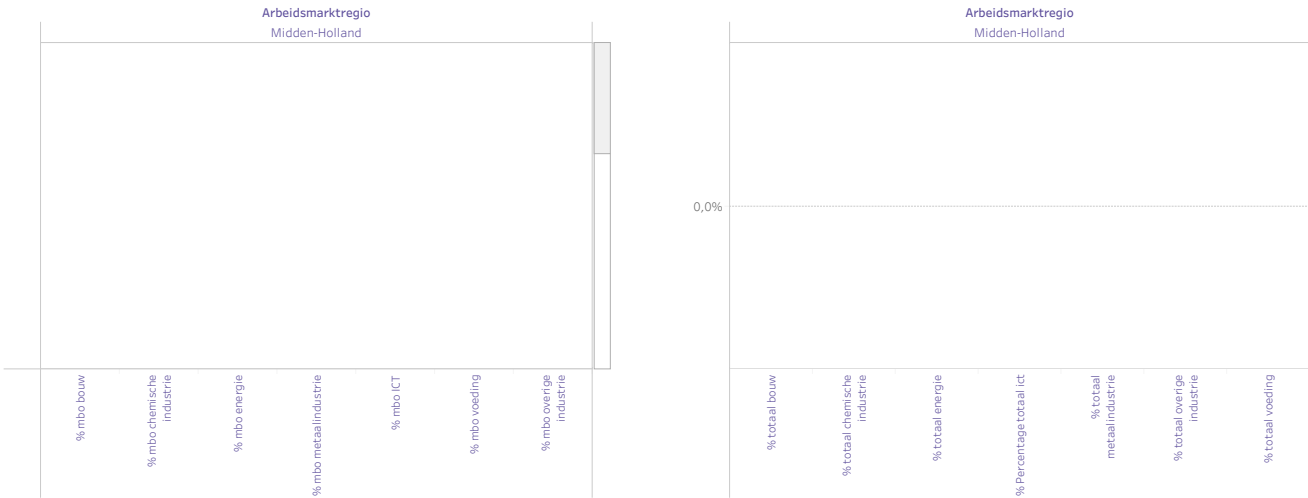 Arbeidsmarktregio
Midden-Holland
% mbo bouw
% mbo chemische
industrie
% mbo energie
% mbo metaalindustrie
% mbo ICT
% mbo voeding
% mbo overige
industrie
Arbeidsmarktregio
Midden-Holland
0,0%
% totaal bouw
% totaal chemische
industrie
% totaal energie
% Percentage totaal ict
% totaal
metaalindustrie
% totaal overige
industrie
% totaal voeding